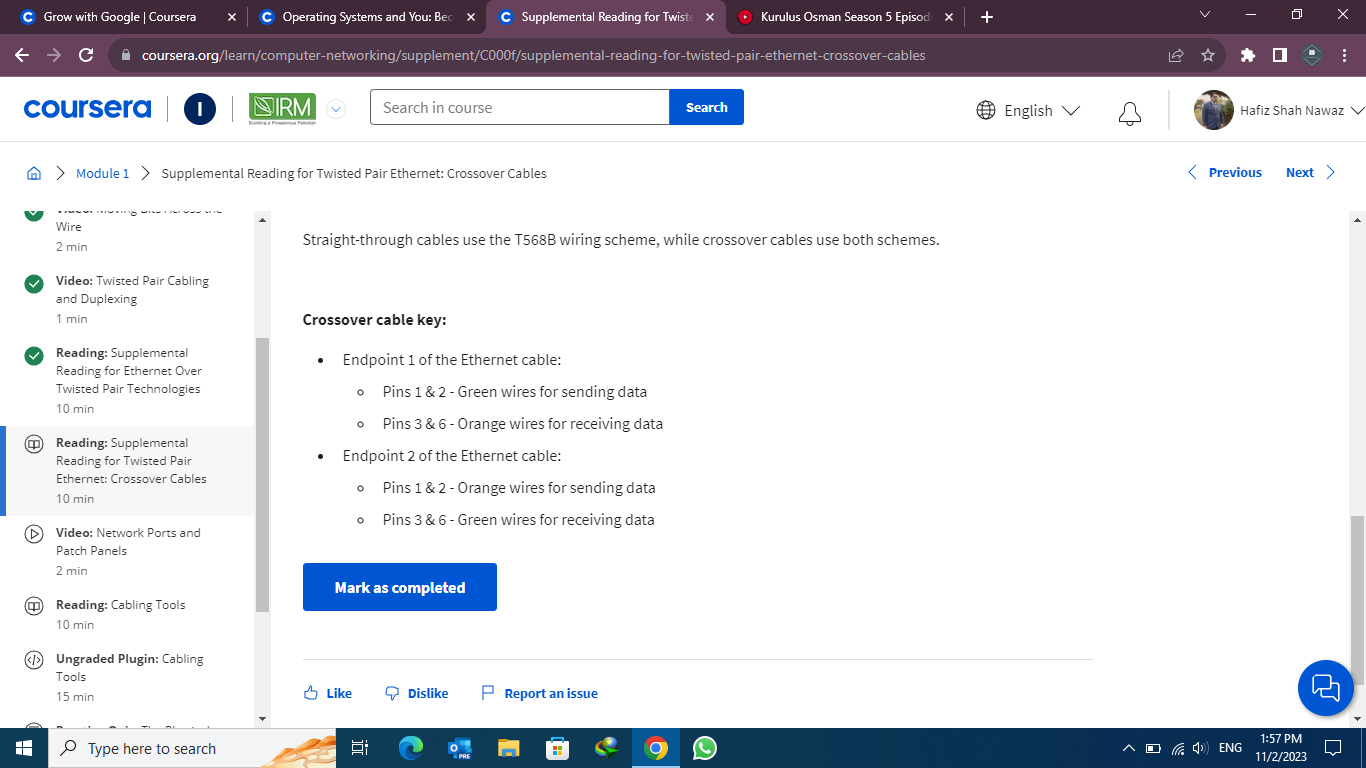 Grow with Google | Coursera
Operating Systems and You: Bec
Supplemental Reading for Twiste
Kurulus Osman Season 5 Episod
coursera.org/learn/computer-networking/supplement/C000f/supplemental-reading-for-twisted-pair-ethernet-crossover-cables
coursera
I
IRM
Building a Prosperous Pakistan
Search in course
Search
English
Hafiz Shah Nawaz
Module 1
Supplemental Reading for Twisted Pair Ethernet: Crossover Cables
Previous
Next
Video: Moving Bits Across the
Wire
2 min
Video: Twisted Pair Cabling
and Duplexing
1 min
Reading: Supplemental
Reading for Ethernet Over
Twisted Pair Technologies
10 min
Reading: Supplemental
Reading for Twisted Pair
Ethernet: Crossover Cables
10 min
Video: Network Ports and
Patch Panels
2 min
Reading: Cabling Tools
10 min
Ungraded Plugin: Cabling
Tools
15 min
Straight-through cables use the T568B wiring scheme, while crossover cables use both schemes.
Crossover cable key:
• Endpoint 1 of the Ethernet cable:
◦ Pins 1 & 2 - Green wires for sending data
◦ Pins 3 & 6 - Orange wires for receiving data
• Endpoint 2 of the Ethernet cable:
◦ Pins 1 & 2 - Orange wires for sending data
◦ Pins 3 & 6 - Green wires for receiving data
Mark as completed
Like
Dislike
Report an issue
Type here to search
PRE
ENG
1:57 PM
11/2/2023